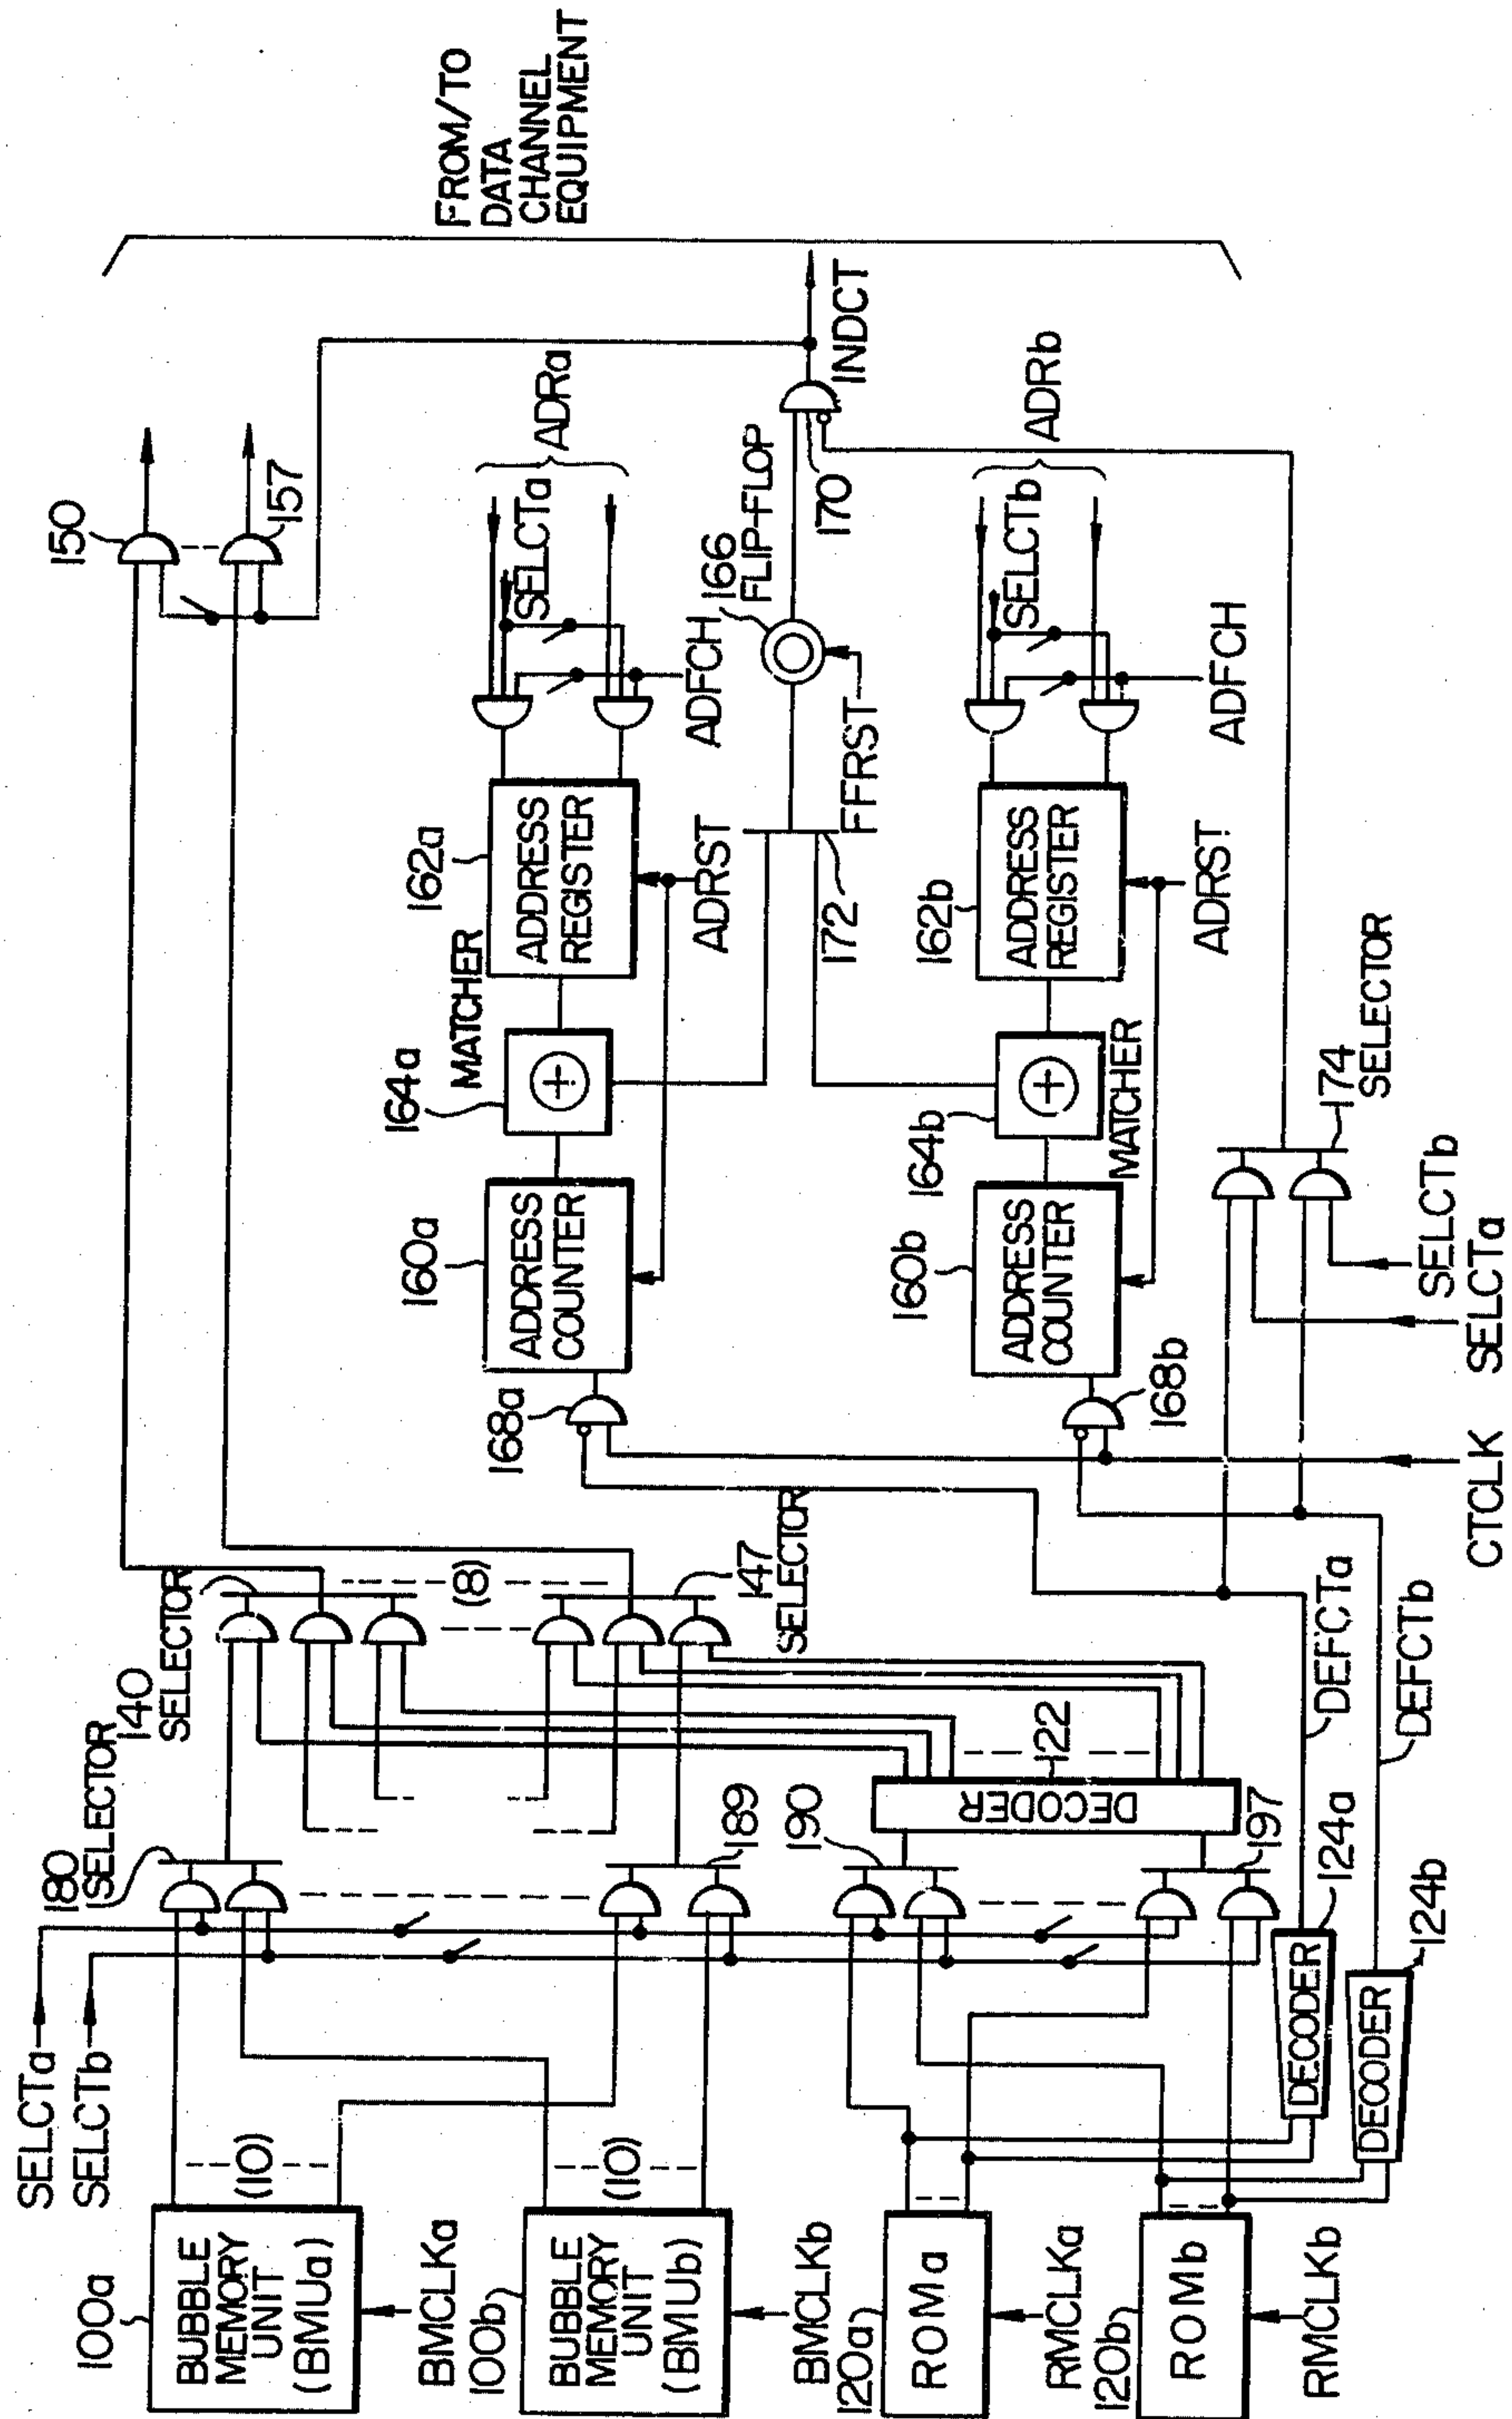 SELCTa
SELCTb
100a
BUBBLE
MEMORY
UNIT
(BMUa)
(10)
BMCLKa
100b
BUBBLE
MEMORY
UNIT
(BMUb)
(10)
BMCLKb
120a
ROMa
RMCLKa
120b
ROMb
RMCLKb
180
SELECTOR
189
190
197
DECODER
122
DECODER
124a
DECODER
124b
DEFCTa
DEFCTb
140
SELECTOR
SELECTOR
(8)
147
SELECTOR
150
157
168a
160a
ADDRESS
COUNTER
164a
MATCHER
162a
ADDRESS
REGISTER
ADRST
SELCTa
ADRa
ADFCH
172
FFRST
166
FLIP-FLOP
170
INDCT
168b
160b
ADDRESS
COUNTER
164b
MATCHER
162b
ADDRESS
REGISTER
ADRST
SELCTb
ADRb
ADFCH
174
SELECTOR
CTCLK
SELCTb
SELCTa
FROM/TO
DATA
CHANNEL
EQUIPMENT